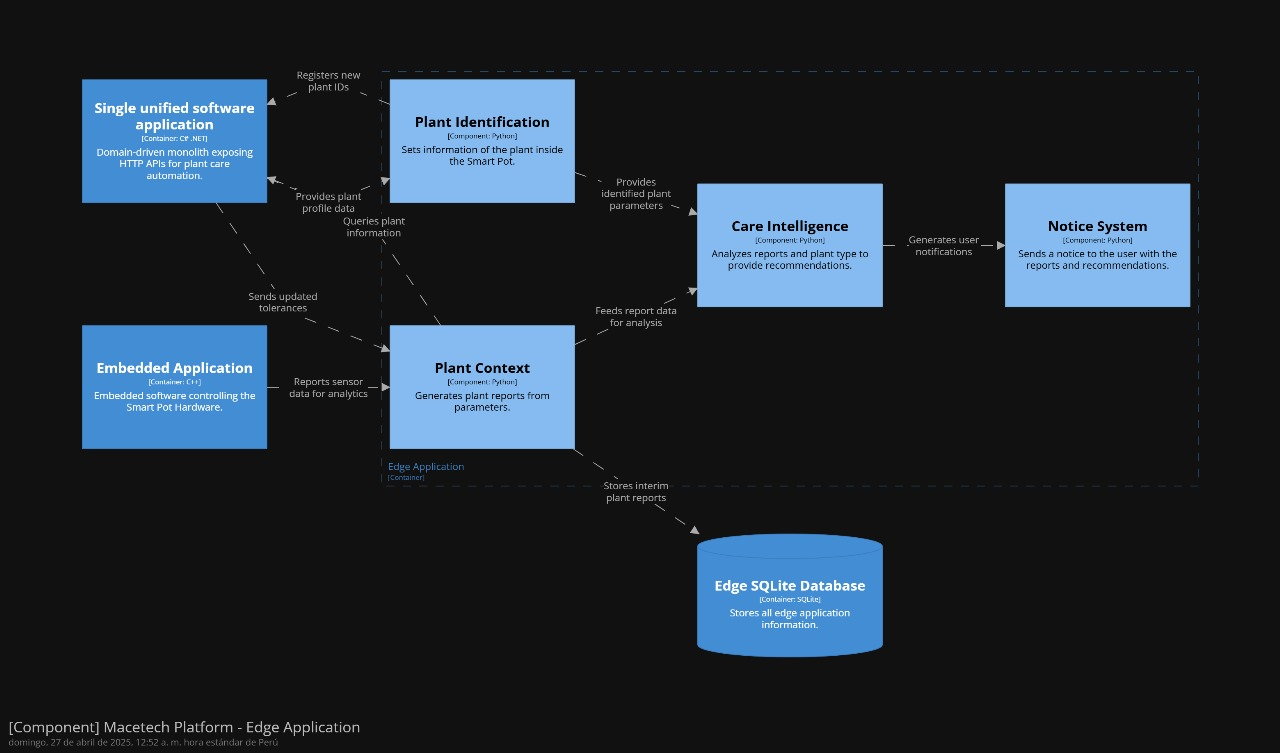 Registers new
plant IDs
Single unified software
application
[Container: C# .NET]
Domain-driven monolith exposing
HTTP APIs for plant care
automation.
Plant Identification
[Component: Python]
Sets information of the plant inside
the Smart Pot.
Provides plant
profile data
Queries plant
information
Provides
identified plant
parameters
Care Intelligence
[Component: Python]
Analyzes reports and plant type to
provide recommendations.
Generates user
notifications
Notice System
[Component: Python]
Sends a notice to the user with the
reports and recommendations.
Sends updated
tolerances
Feeds report data
for analysis
Embedded Application
[Container: C++]
Embedded software controlling the
Smart Pot Hardware.
Reports sensor
data for analytics
Plant Context
[Component: Python]
Generates plant reports from
parameters.
Edge Application
[Container]
Stores interim
plant reports
Edge SQLite Database
[Container: SQLite]
Stores all edge application
information.
[Component] Macetech Platform - Edge Application
domingo, 27 de abril de 2025, 12:52 a. m. hora estándar de Perú